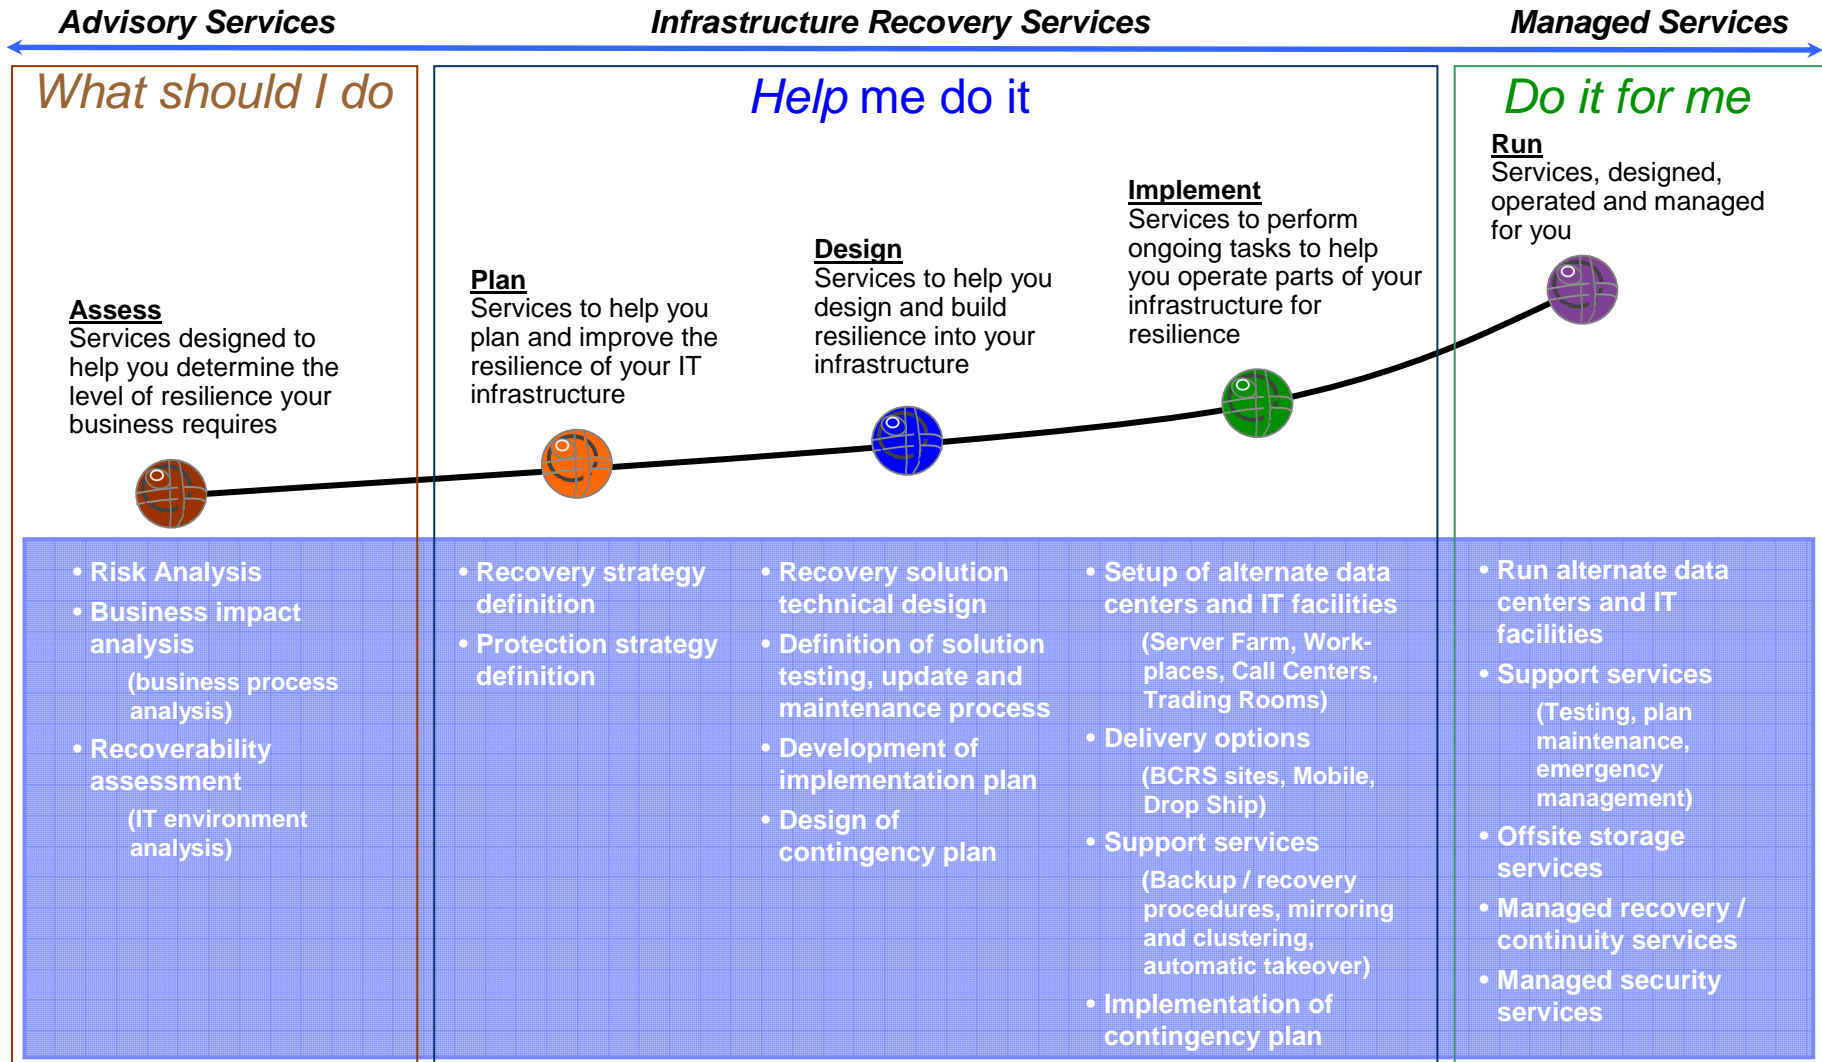 Advisory Services
Infrastructure Recovery Services
Managed Services
What should I do
Help me do it
Do it for me
Assess
Services designed to
help you determine the
level of resilience your
business requires
Plan
Services to help you
plan and improve the
resilience of your IT
infrastructure
Design
Services to help you
design and build
resilience into your
infrastructure
Implement
Services to perform
ongoing tasks to help
you operate parts of your
infrastructure for
resilience
Run
Services, designed,
operated and managed
for you
• Risk Analysis
• Business impact
analysis
(business process
analysis)
• Recoverability
assessment
(IT environment
analysis)
• Recovery strategy
definition
• Protection strategy
definition
• Recovery solution
technical design
• Definition of solution
testing, update and
maintenance process
• Development of
implementation plan
• Design of
contingency plan
• Setup of alternate data
centers and IT facilities
(Server Farm, Work-
places, Call Centers,
Trading Rooms)
• Delivery options
(BCRS sites, Mobile,
Drop Ship)
• Support services
(Backup / recovery
procedures, mirroring
and clustering,
automatic takeover)
• Implementation of
contingency plan
• Run alternate data
centers and IT
facilities
• Support services
(Testing, plan
maintenance,
emergency
management)
• Offsite storage
services
• Managed recovery /
continuity services
• Managed security
services